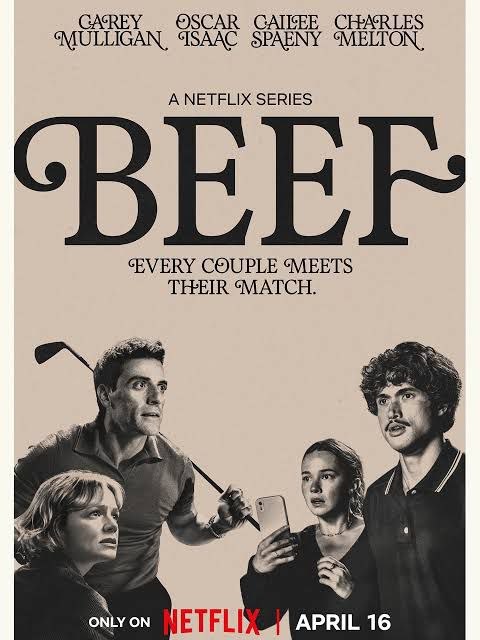 CAREY OSCAR CAILEE CHARLES
MULLIGAN ISAAC SPAENY MELTON
A NETFLIX SERIES
BEEF
EVERY COUPLE MEETS
THEIR MATCH.
ONLY ON NETFLIX | APRIL 16